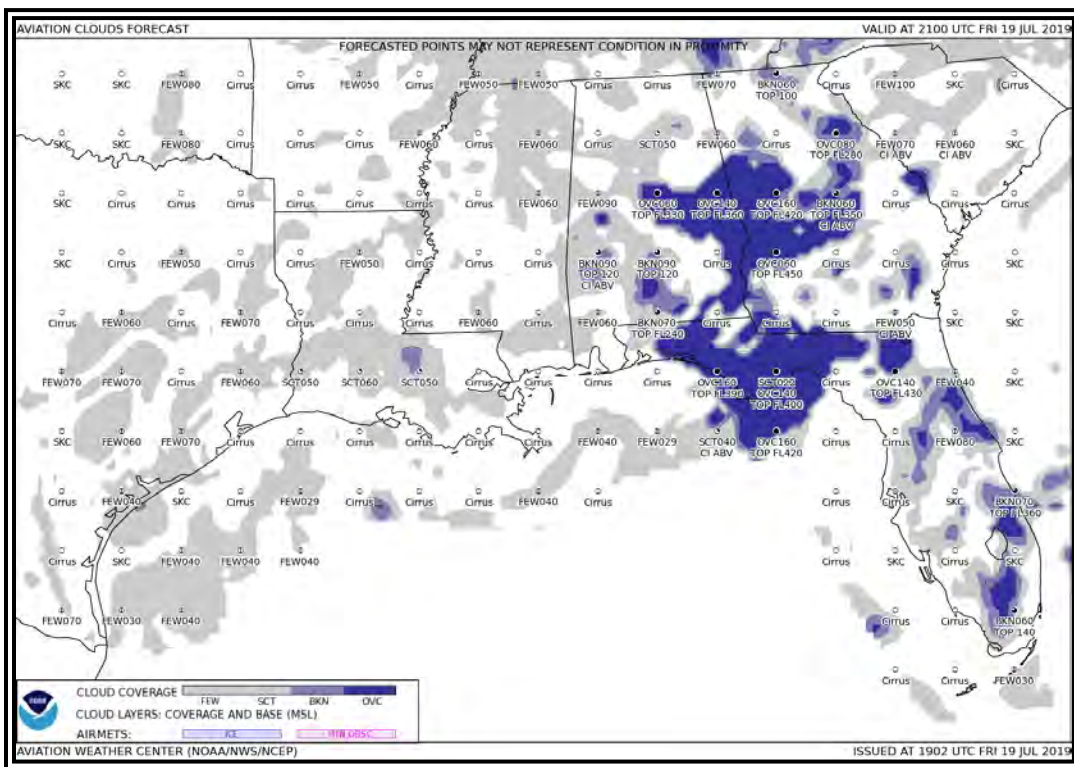 AVIATION CLOUDS FORECAST
VALID AT 2100 UTC FRI 19 JUL 2019
FORECASTED POINTS MAY NOT REPRESENT CONDITION IN PROXIMITY
SKC SKC FEW080 Cirrus Cirrus FEW050 Cirrus FEW050 FEW050 Cirrus Cirrus FEW070 BKN060 Cirrus FEW100 SKC Cirrus
TOP 100
SKC SKC FEW080 Cirrus Cirrus Cirrus FEW060 Cirrus FEW060 Cirrus SCT050 FEW060 Cirrus OVC080 FEW070 FEW060 SKC
TOP FL280 CI ABV CI ABV
SKC Cirrus Cirrus Cirrus Cirrus Cirrus Cirrus Cirrus FEW060 FEW090 OVC140 OVC160 BKN060 Cirrus Cirrus Cirrus
TOP FL330 TOP FL360 TOP FL420 TOP FL350
CI ABV
SKC Cirrus FEW050 Cirrus Cirrus FEW050 Cirrus Cirrus Cirrus BKN090 BKN090 Cirrus OVC060 Cirrus Cirrus Cirrus SKC
TOP 120 TOP 120 TOP FL450
CI ABV
Cirrus FEW060 Cirrus FEW070 Cirrus Cirrus Cirrus FEW060 Cirrus FEW060 BKN070 Cirrus Cirrus Cirrus FEW050 SKC SKC
TOP FL240 CI ABV
FEW070 FEW070 Cirrus FEW060 SCT050 SCT060 SCT050 Cirrus Cirrus Cirrus Cirrus OVC160 Cirrus OVC140 FEW040 SKC
TOP FL390 OVC140 TOP FL430
TOP FL400
SKC FEW060 FEW070 Cirrus Cirrus Cirrus Cirrus Cirrus Cirrus FEW040 FEW029 SCT040 OVC160 Cirrus Cirrus FEW080 SKC
CI ABV TOP FL420
Cirrus FEW040 SKC Cirrus FEW029 Cirrus Cirrus Cirrus FEW040 Cirrus Cirrus Cirrus SKC BKN070
TOP FL360
Cirrus SKC FEW040 FEW040 FEW040 Cirrus SKC Cirrus SKC
FEW070 FEW030 FEW040 Cirrus Cirrus BKN060
TOP 140
Cirrus Cirrus FEW030
CLOUD COVERAGE
FEW SCT BKN OVC
CLOUD LAYERS: COVERAGE AND BASE (MSL)
AIRMETS: ICE MTN OBSC
AVIATION WEATHER CENTER (NOAA/NWS/NCEP)
ISSUED AT 1902 UTC FRI 19 JUL 2019